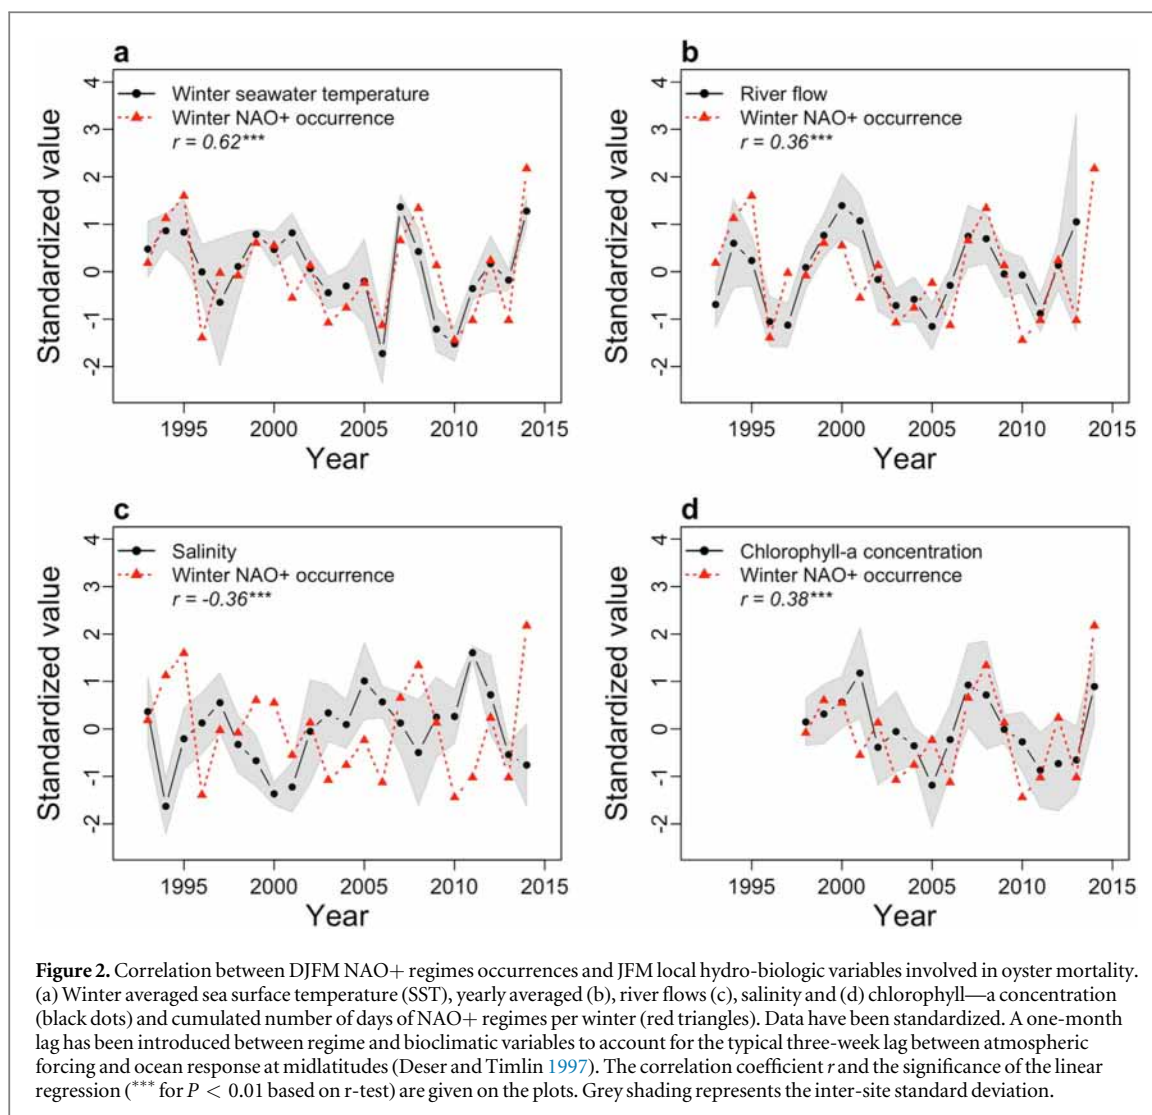 a
Winter seawater temperature
Winter NAO+ occurrence
r = 0.62***
Standardized value
4
3
2
1
0
-1
-2
1995 2000 2005 2010 2015
Year
b
River flow
Winter NAO+ occurrence
r = 0.36***
Standardized value
4
3
2
1
0
-1
-2
1995 2000 2005 2010 2015
Year
c
Salinity
Winter NAO+ occurrence
r = -0.36***
Standardized value
4
3
2
1
0
-1
-2
1995 2000 2005 2010 2015
Year
d
Chlorophyll-a concentration
Winter NAO+ occurrence
r = 0.38***
Standardized value
4
3
2
1
0
-1
-2
1995 2000 2005 2010 2015
Year
Figure 2. Correlation between DJFM NAO+ regimes occurrences and JFM local hydro-biologic variables involved in oyster mortality.
(a) Winter averaged sea surface temperature (SST), yearly averaged (b), river flows (c), salinity and (d) chlorophyll—a concentration
(black dots) and cumulated number of days of NAO+ regimes per winter (red triangles). Data have been standardized. A one-month
lag has been introduced between regime and bioclimatic variables to account for the typical three-week lag between atmospheric
forcing and ocean response at midlatitudes (Deser and Timlin 1997). The correlation coefficient r and the significance of the linear
regression (*** for P < 0.01 based on r-test) are given on the plots. Grey shading represents the inter-site standard deviation.